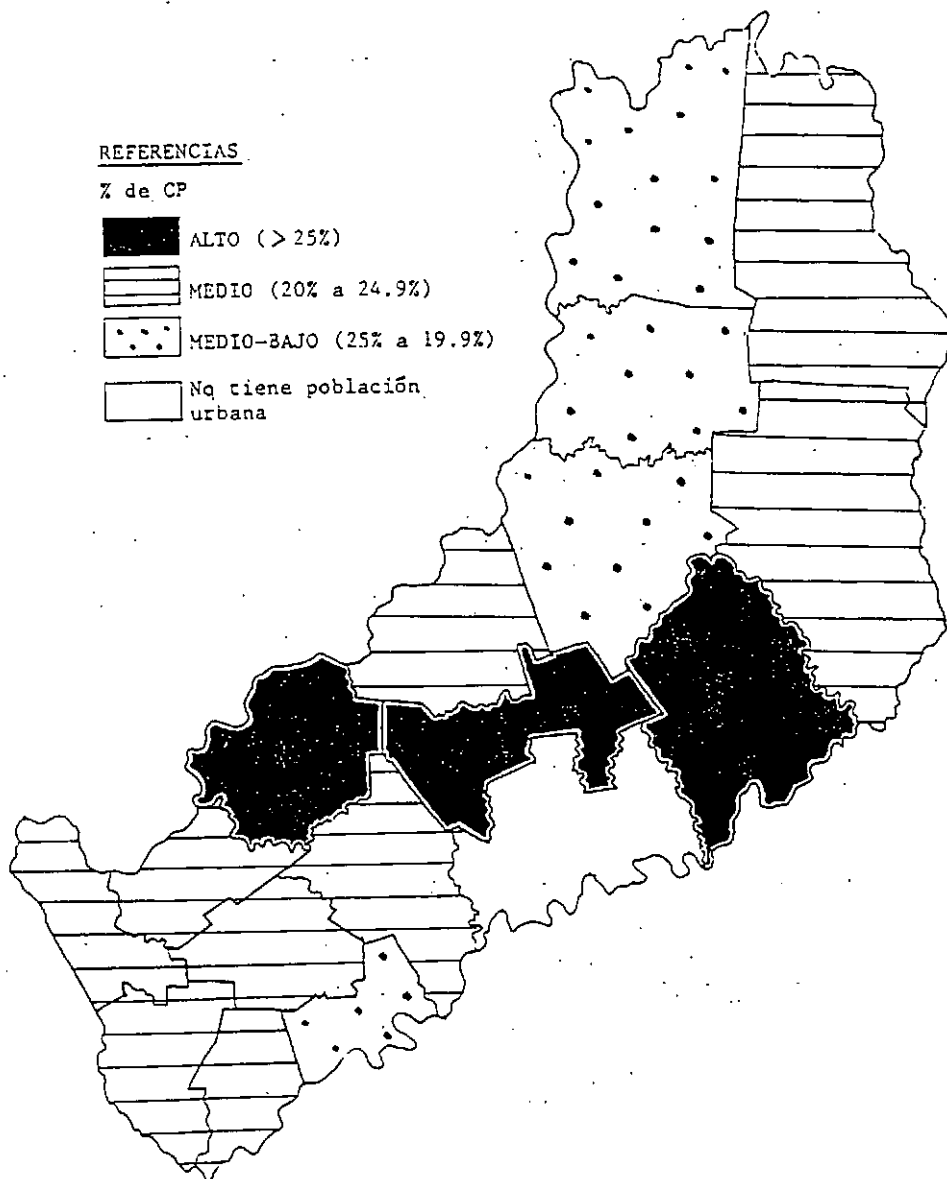 REFERENCIAS
% de CP
ALTO (> 25%)
MEDIO (20% a 24.9%)
MEDIO-BAJO (25% a 19.9%)
No tiene población
urbana